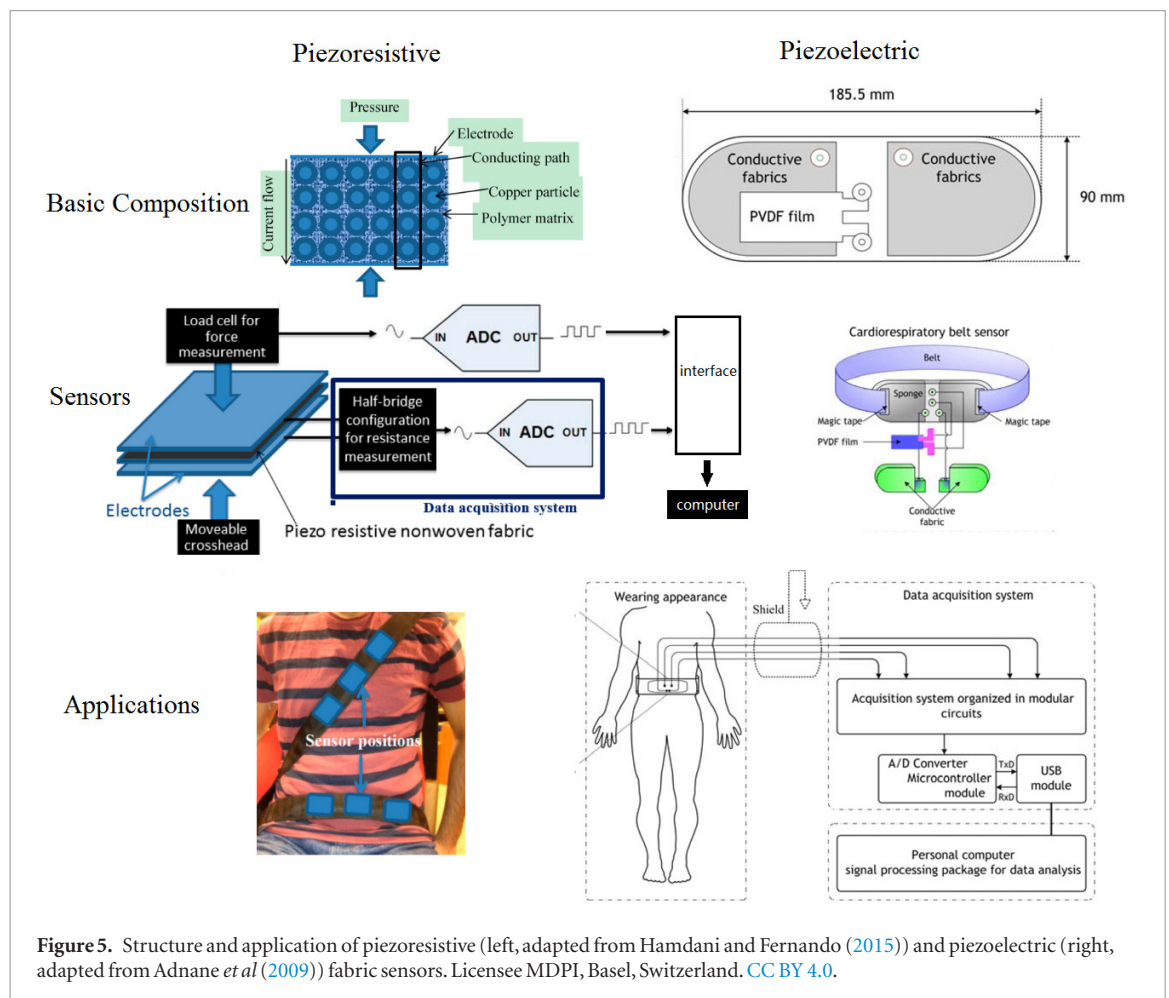 Piezoresistive
Piezoelectric
Basic Composition
Pressure
Electrode
Conducting path
Copper particle
Polymer matrix
Current flow
185.5 mm
Conductive
fabrics
Conductive
fabrics
PVDF film
90 mm
Sensors
Load cell for
force
measurement
IN ADC OUT
Half-bridge
configuration
for resistance
measurement
IN ADC OUT
Data acquisition system
interface
computer
Electrodes
Moveable
crosshead
Piezo resistive nonwoven fabric
Cardiorespiratory belt sensor
Belt
Sponge
Magic tape
Magic tape
PVDF film
Conductive
fabric
Applications
Sensor positions
Wearing appearance
Shield
Data acquisition system
Acquisition system organized in modular
circuits
A/D Converter
Microcontroller
module
TxD
RxD
USB
module
Personal computer
signal processing package for data analysis
Figure 5. Structure and application of piezoresistive (left, adapted from Hamdani and Fernando (2015)) and piezoelectric (right,
adapted from Adnane et al (2009)) fabric sensors. Licensee MDPI, Basel, Switzerland. CC BY 4.0.